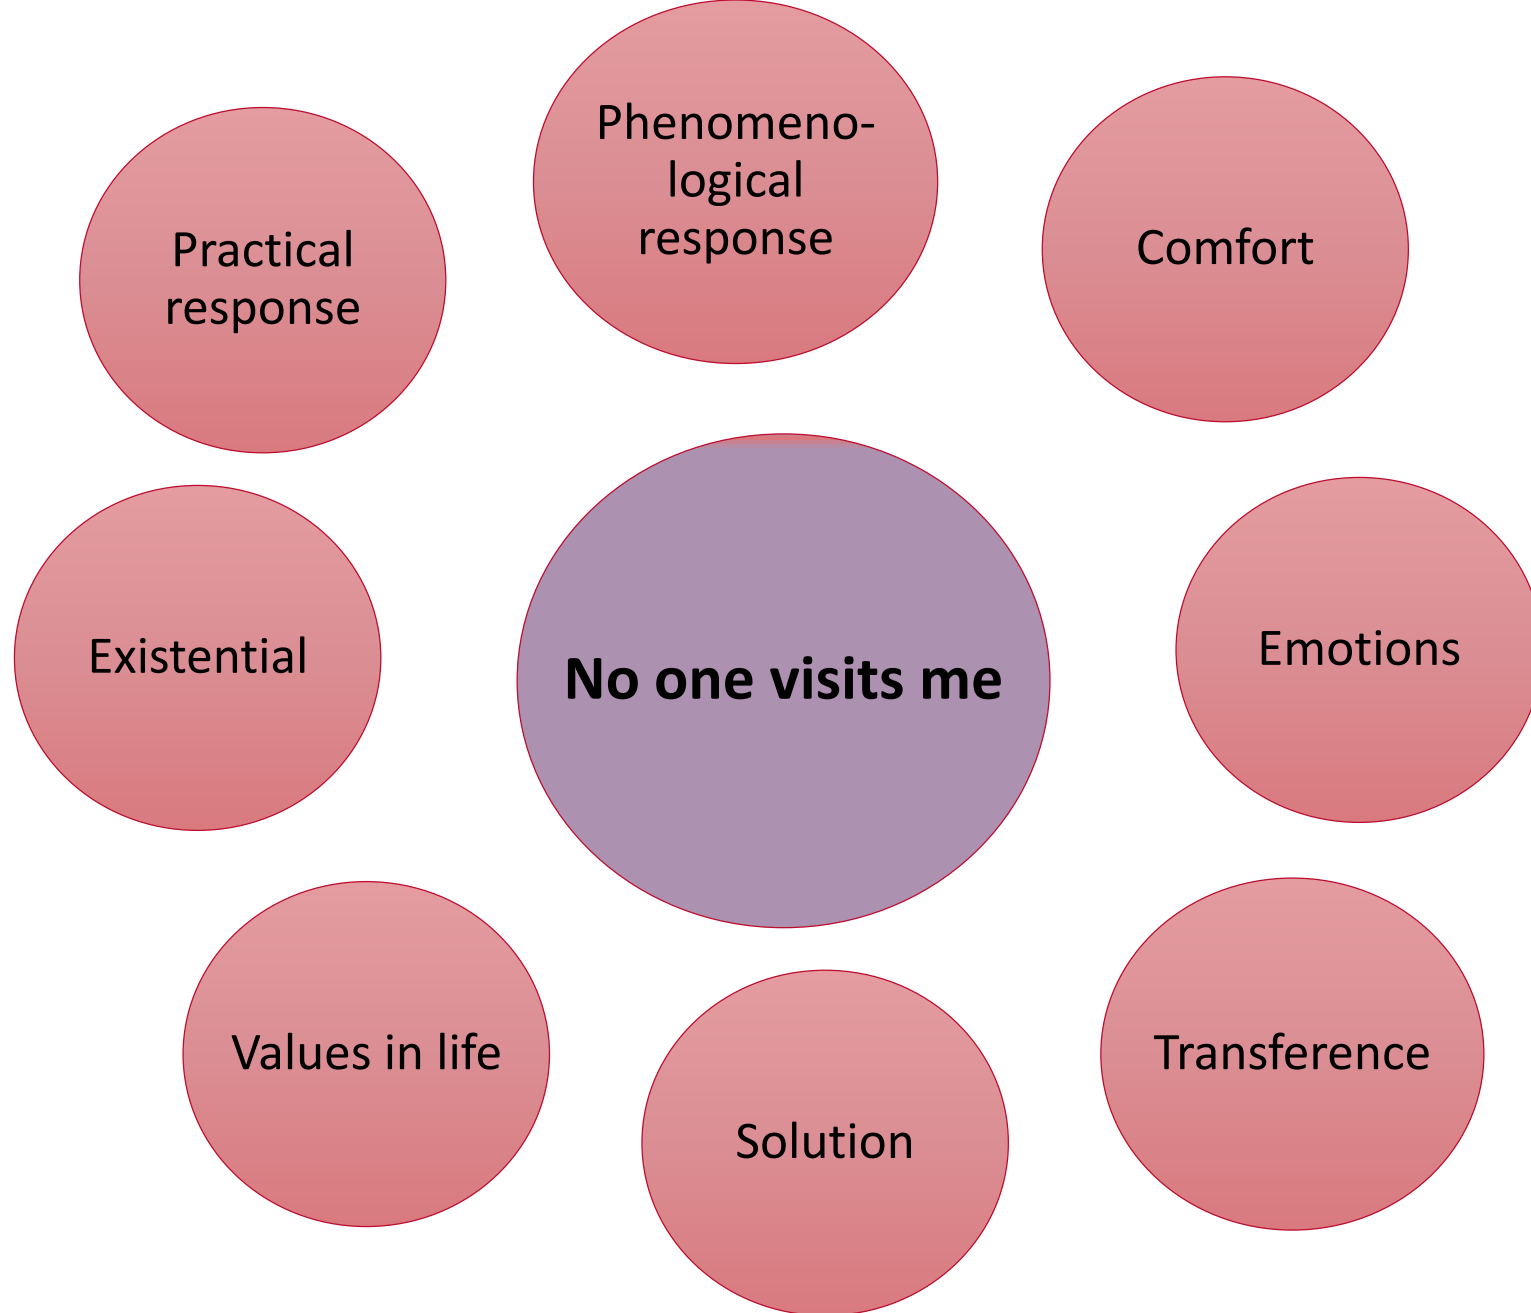 Phenomeno-
logical
response
Practical
response
Comfort
Existential
No one visits me
Emotions
Values in life
Solution
Transference